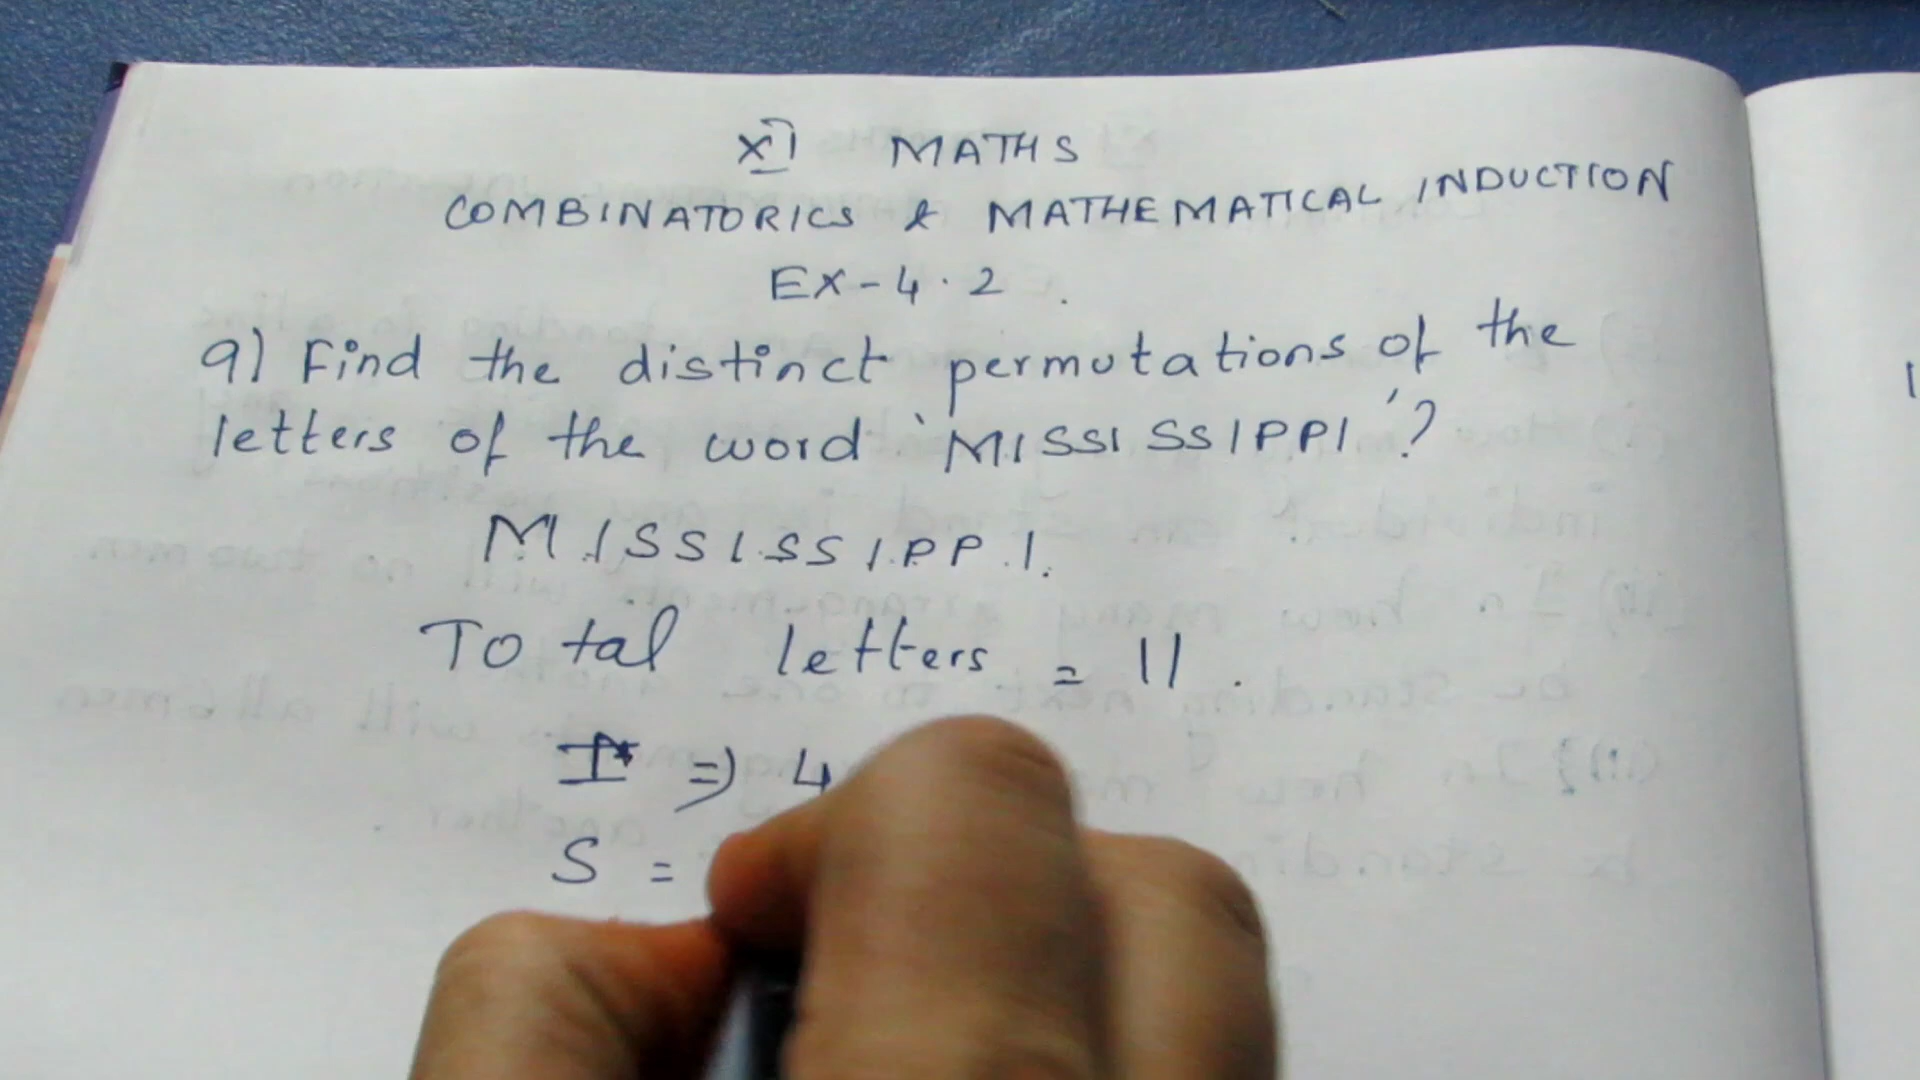 XI MATHS
COMBINATORICS & MATHEMATICAL INDUCTION
EX-4.2.
9) Find the distinct permutations of the
letters of the word 'MISSISSIPPI'?
MISSISSIPPI.
Total letters = 11.
I => 4
S =